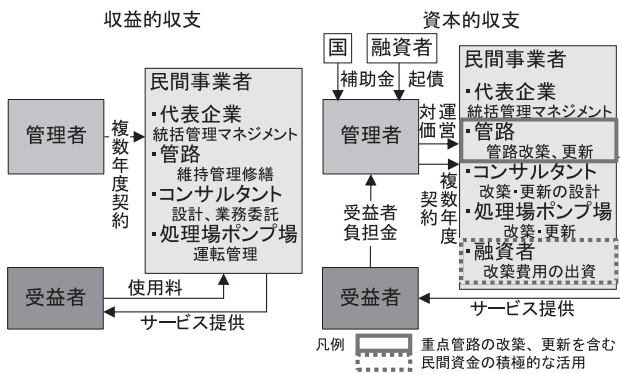 収益的収支
管理者
複数年度契約
民間事業者
・代表企業
統括管理マネジメント
・管路
維持管理修繕
・コンサルタント
設計、業務委託
・処理場ポンプ場
運転管理
受益者
使用料
サービス提供
資本的収支
国
融資者
補助金
起債
管理者
運営
対価
複数年度
契約
民間事業者
・代表企業
統括管理マネジメント
・管路
管路改築、更新
・コンサルタント
改築・更新の設計
・処理場ポンプ場
改築・更新
・融資者
改築費用の出資
受益者
負担金
受益者
サービス提供
凡例
重点管路の改築、更新を含む
民間資金の積極的な活用